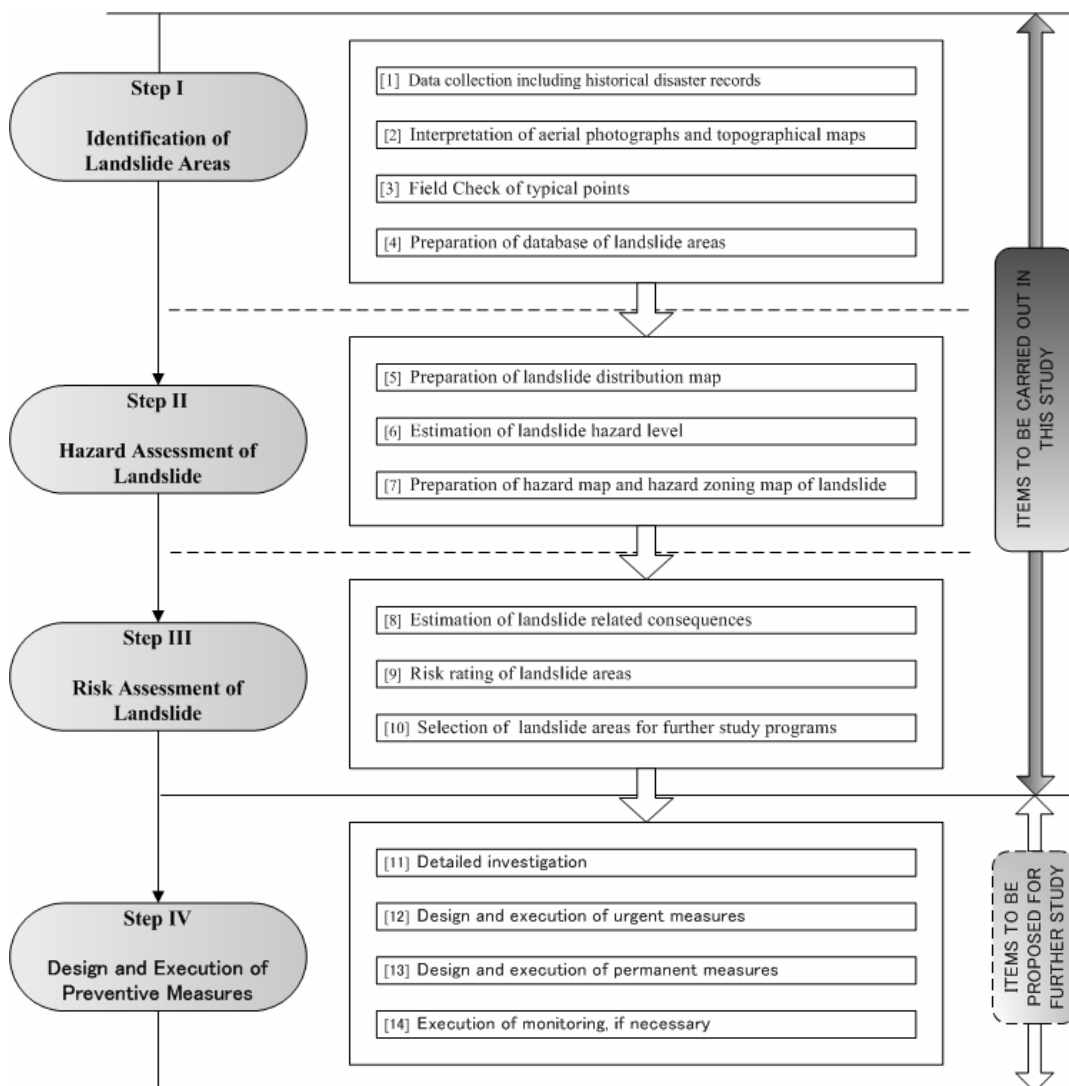 Step I
Identification of
Landslide Areas
[1] Data collection including historical disaster records
[2] Interpretation of aerial photographs and topographical maps
[3] Field Check of typical points
[4] Preparation of database of landslide areas
Step II
Hazard Assessment of
Landslide
[5] Preparation of landslide distribution map
[6] Estimation of landslide hazard level
[7] Preparation of hazard map and hazard zoning map of landslide
Step III
Risk Assessment of
Landslide
[8] Estimation of landslide related consequences
[9] Risk rating of landslide areas
[10] Selection of landslide areas for further study programs
Step IV
Design and Execution of
Preventive Measures
[11] Detailed investigation
[12] Design and execution of urgent measures
[13] Design and execution of permanent measures
[14] Execution of monitoring, if necessary
ITEMS TO BE CARRIED OUT IN
THIS STUDY
ITEMS TO BE
PROPOSED FOR
FURTHER STUDY